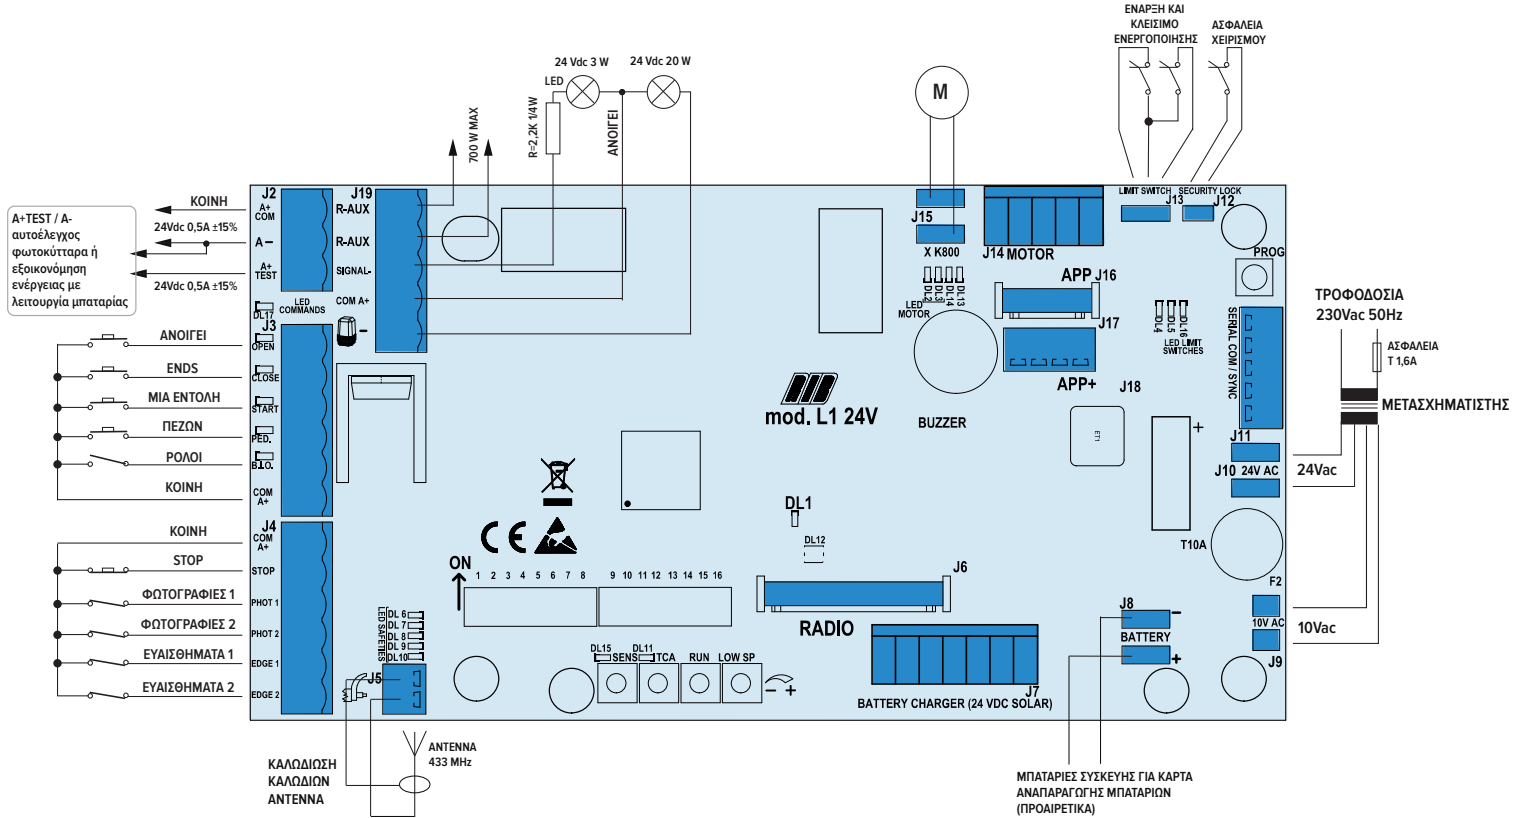 ΕΝΑΡΞΗ ΚΑΙ
ΚΛΕΙΣΙΜΟ
ΕΝΕΡΓΟΠΟΙΗΣΗΣ
ΑΣΦΑΛΕΙΑ
ΧΕΙΡΙΣΜΟΥ
24 Vdc 3 W
24 Vdc 20 W
LED
R=2,2K 1/4W
ΑΝΟΙΓΕΙ
700 W MAX
M
A+TEST / A-
αυτοέλεγχος
φωτοκύτταρα ή
εξοικονόμηση
ενέργειας με
λειτουργία μπαταρίας
ΚΟΙΝΗ
24Vdc 0,5A ±15%
24Vdc 0,5A ±15%
J2
A+
COM
A-
A+
TEST
J19
R-AUX
R-AUX
SIGNAL-
COM A+
-
LED
COMMANDS
DL17
J3
OPEN
CLOSE
START
PED.
B.O.
COM
A+
ΑΝΟΙΓΕΙ
ENDS
ΜΙΑ ΕΝΤΟΛΗ
ΠΕΖΩΝ
ΡΟΛΟΙ
ΚΟΙΝΗ
ΚΟΙΝΗ
STOP
ΦΩΤΟΓΡΑΦΙΕΣ 1
ΦΩΤΟΓΡΑΦΙΕΣ 2
ΕΥΑΙΣΘΗΜΑΤΑ 1
ΕΥΑΙΣΘΗΜΑΤΑ 2
J4
COM
A+
STOP
PHOT 1
PHOT 2
EDGE 1
EDGE 2
LED SAFETIES
DL 6
DL 7
DL 8
DL 9
DL10
J5
ΚΑΛΩΔΙΩΣΗ
ΚΑΛΩΔΙΩΝ
ΑΝΤΕΝΝΑ
ΑΝΤΕΝΝΑ
433 MHz
J15
X K800
J14 MOTOR
DL2
DL3
DL14
DL13
LED
MOTOR
APP J16
J17
APP+
BUZZER
mod. L1 24V
J18
ET1
LIMIT SWITCH
J13
SECURITY LOCK
J12
PROG
DL4
DL5
DL16
LED LIMIT
SWITCHES
SERIAL COM / SYNC
ΤΡΟΦΟΔΟΣΙΑ
230Vac 50Hz
ΑΣΦΑΛΕΙΑ
T 1,6A
ΜΕΤΑΣΧΗΜΑΤΙΣΤΗΣ
+
J11
J10 24V AC
24Vac
T10A
F2
10V AC
J9
10Vac
CE
ON
1 2 3 4 5 6 7 8
9 10 11 12 13 14 15 16
DL1
DL12
J6
RADIO
DL15
SENS
DL11
TCA
RUN
LOW SP
- +
J7
BATTERY CHARGER (24 VDC SOLAR)
J8
-
BATTERY
+
ΜΠΑΤΑΡΙΕΣ ΣΥΣΚΕΥΗΣ ΓΙΑ ΚΑΡΤΑ
ΑΝΑΠΑΡΑΓΩΓΗΣ ΜΠΑΤΑΡΙΩΝ
(ΠΡΟΑΙΡΕΤΙΚΑ)